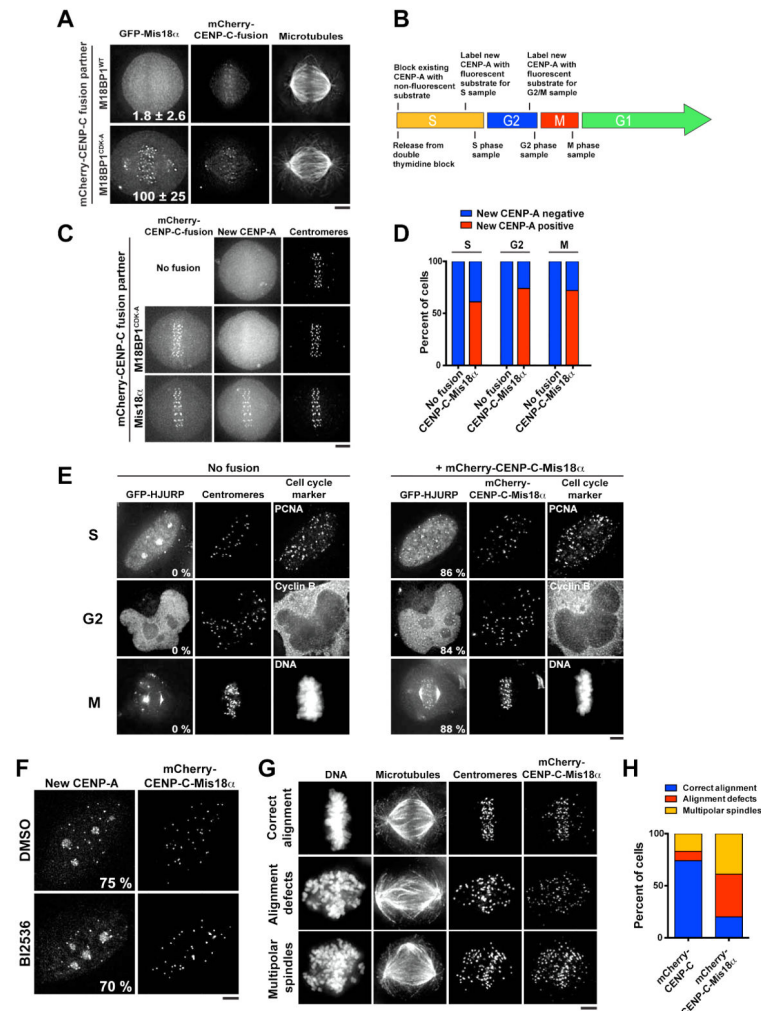 A
GFP-Mis18α
mCherry-
CENP-C-fusion
Microtubules
mCherry-CENP-C fusion partner
M18BP1WT
1.8 ± 2.6
M18BP1CDK-A
100 ± 25
B
Block existing
CENP-A with
non-fluorescent
substrate
Label new
CENP-A with
fluorescent
substrate for
S sample
Label new
CENP-A with
fluorescent
substrate for
G2/M sample
S
G2
M
G1
Release from
double
thymidine block
S phase
sample
G2 phase
sample
M phase
sample
C
mCherry-
CENP-C-fusion
New CENP-A
Centromeres
mCherry-CENP-C fusion partner
No fusion
M18BP1CDK-A
Mis18α
D
New CENP-A negative
New CENP-A positive
S
G2
M
Percent of cells
100
50
0
No fusion
CENP-C-Mis18α
No fusion
CENP-C-Mis18α
No fusion
CENP-C-Mis18α
E
No fusion
GFP-HJURP
Centromeres
Cell cycle
marker
+ mCherry-CENP-C-Mis18α
GFP-HJURP
mCherry-
CENP-C-Mis18α
Cell cycle
marker
S
0 %
PCNA
86 %
PCNA
G2
0 %
Cyclin B
84 %
Cyclin B
M
0 %
DNA
88 %
DNA
F
New CENP-A
mCherry-
CENP-C-Mis18α
DMSO
75 %
BI2536
70 %
G
DNA
Microtubules
Centromeres
mCherry-
CENP-C-Mis18α
Correct
alignment
Alignment
defects
Multipolar
spindles
H
Correct alignment
Alignment defects
Multipolar spindles
Percent of cells
100
50
0
mCherry-
CENP-C
mCherry-
CENP-C-Mis18α